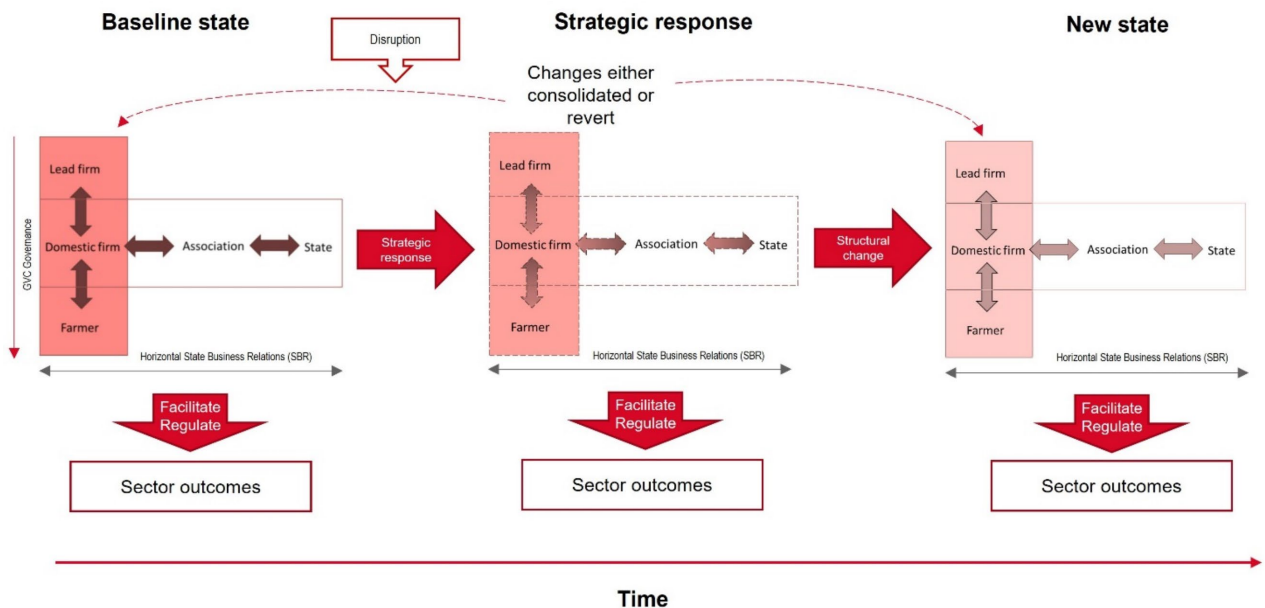 Baseline state
Strategic response
New state
Disruption
Changes either
consolidated or
revert
GVC Governance
Lead firm
Domestic firm
Association
State
Farmer
Horizontal State Business Relations (SBR)
Strategic
response
Lead firm
Domestic firm
Association
State
Farmer
Horizontal State Business Relations (SBR)
Structural
change
Lead firm
Domestic firm
Association
State
Farmer
Horizontal State Business Relations (SBR)
Facilitate
Regulate
Sector outcomes
Facilitate
Regulate
Sector outcomes
Facilitate
Regulate
Sector outcomes
Time